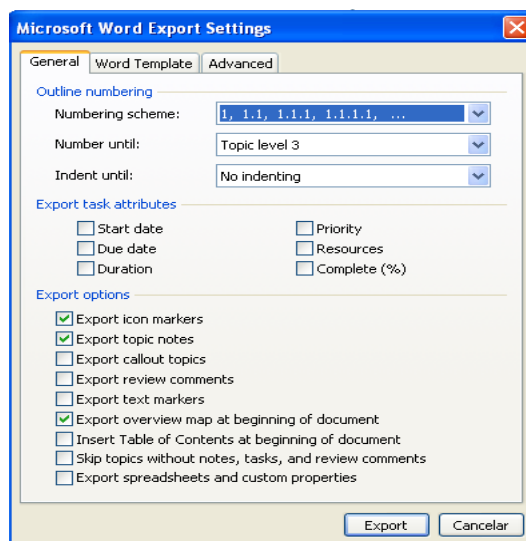 Microsoft Word Export Settings
General Word Template Advanced
Outline numbering
Numbering scheme: 1, 1.1, 1.1.1, 1.1.1.1, ...
Number until: Topic level 3
Indent until: No indenting
Export task attributes
Start date Priority
Due date Resources
Duration Complete (%)
Export options
Export icon markers
Export topic notes
Export callout topics
Export review comments
Export text markers
Export overview map at beginning of document
Insert Table of Contents at beginning of document
Skip topics without notes, tasks, and review comments
Export spreadsheets and custom properties
Export Cancelar